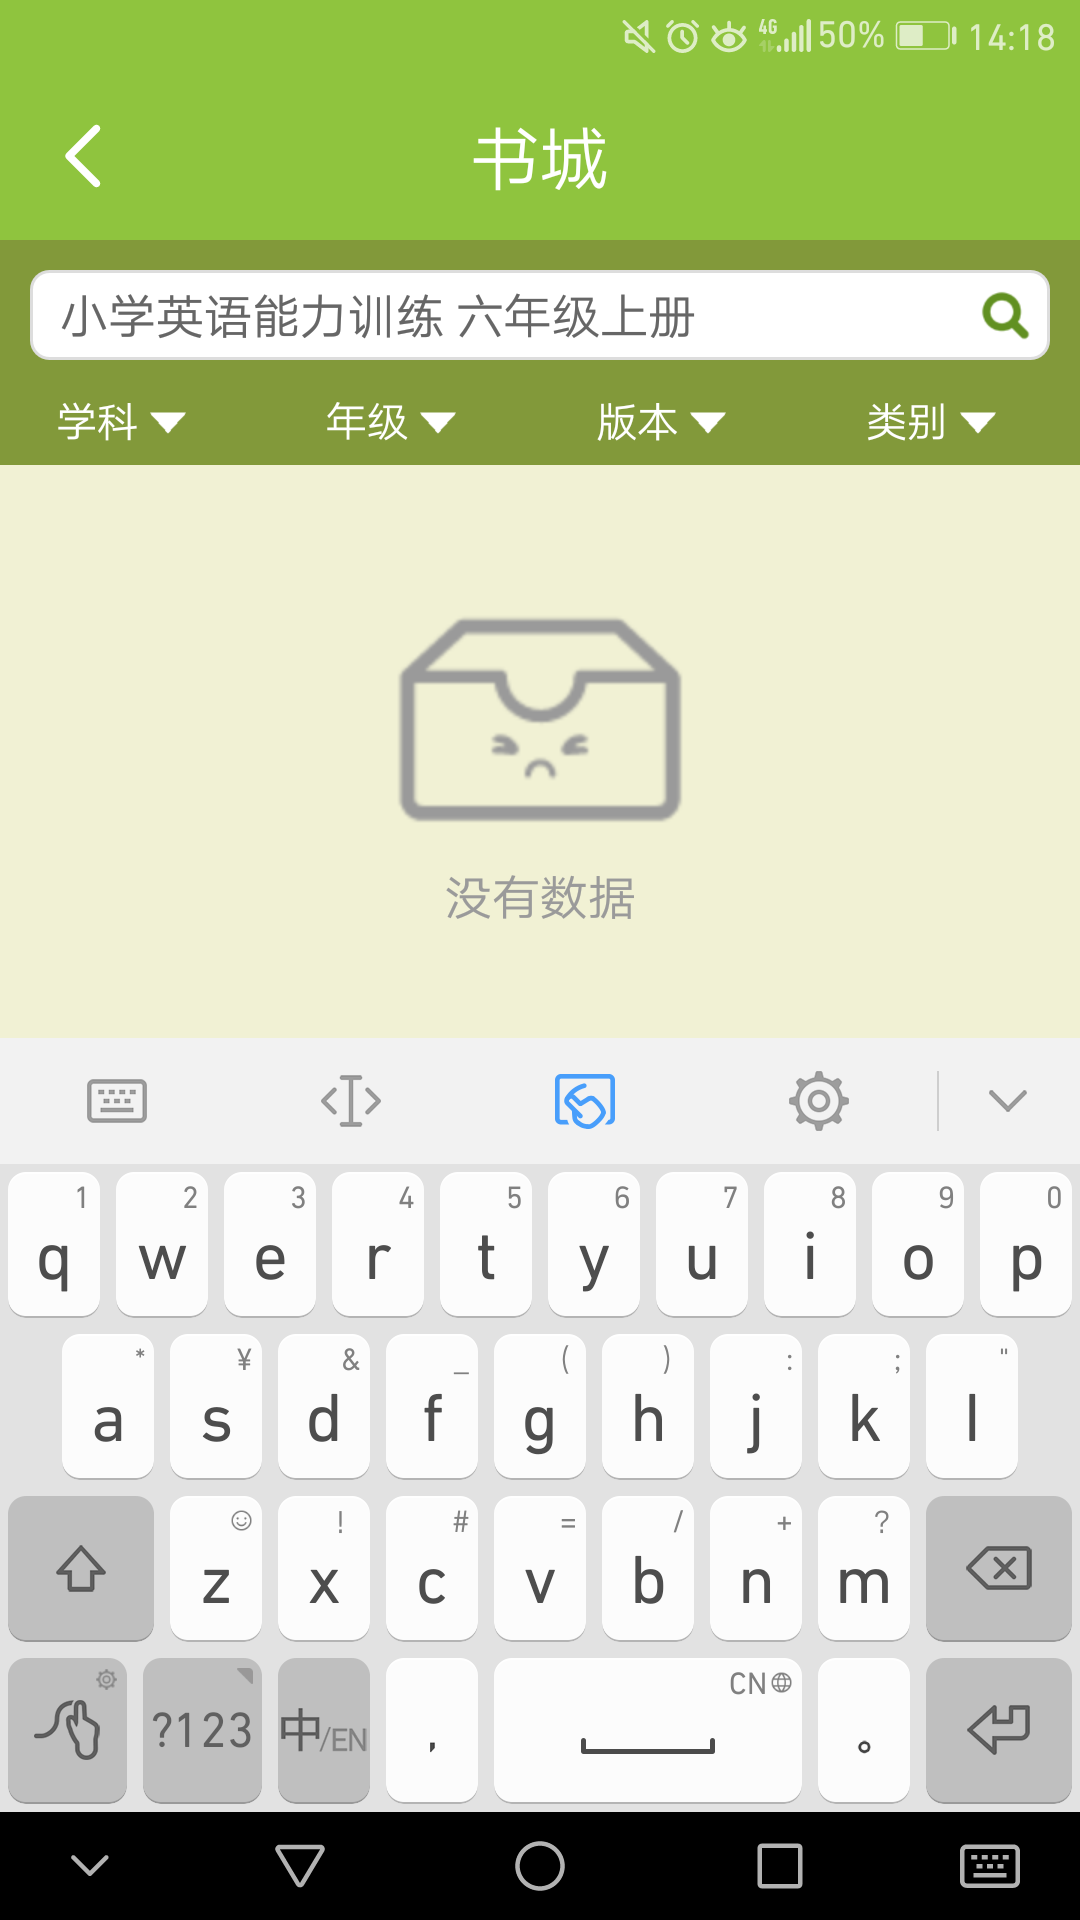 4G 50% 14:18
书城
小学英语能力训练 六年级上册
学科 年级 版本 类别
没有数据
1 2 3 4 5 6 7 8 9 0
q w e r t y u i o p
* ¥ & _ ( ) : ; "
a s d f g h j k l
! # = / + ?
z x c v b n m
CN
?123 中/EN , 。